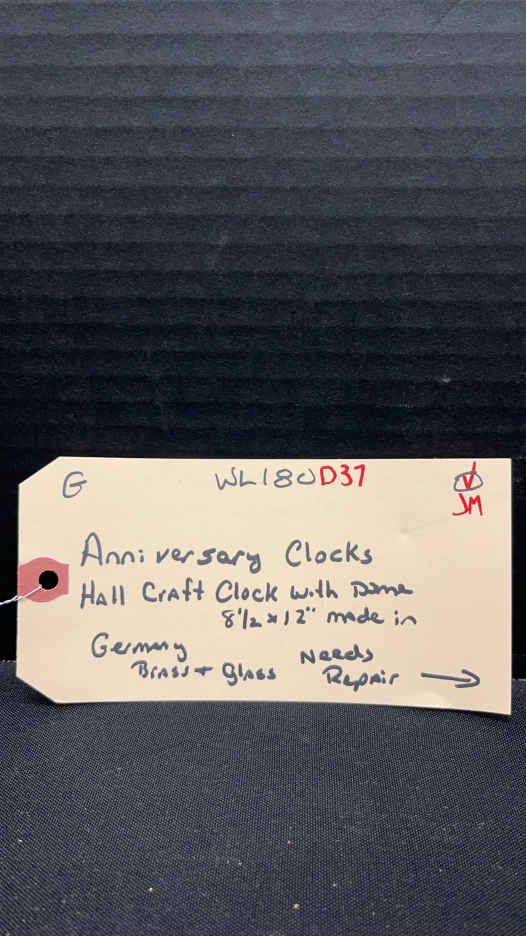 G WL180D37 V
JM
Anniversary Clocks
Hall Craft Clock with Dome
8 1/2 x 12" made in
Germany
Brass + Glass Needs
Repair →